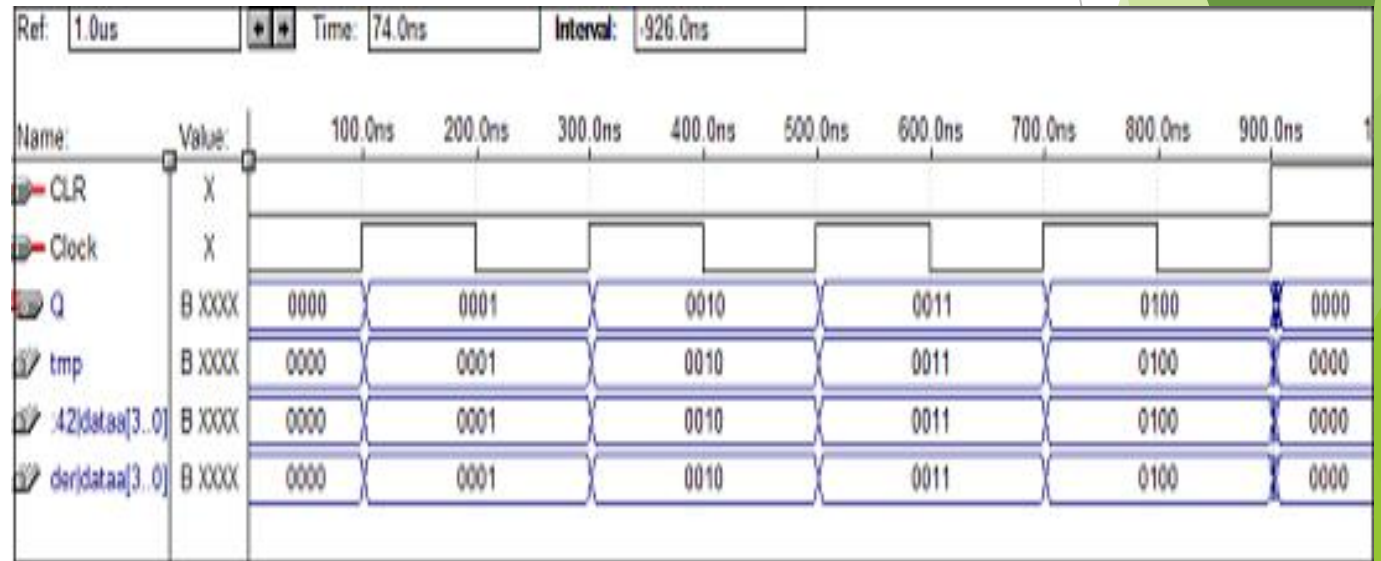 Ref: 1.0us Time: 74.0ns Interval: -926.0ns
Name: Value: 100.0ns 200.0ns 300.0ns 400.0ns 500.0ns 600.0ns 700.0ns 800.0ns 900.0ns 1
CLR X
Clock X
Q B XXXX 0000 0001 0010 0011 0100 0000
tmp B XXXX 0000 0001 0010 0011 0100 0000
:42|dataa[3..0] B XXXX 0000 0001 0010 0011 0100 0000
der|dataa[3..0] B XXXX 0000 0001 0010 0011 0100 0000